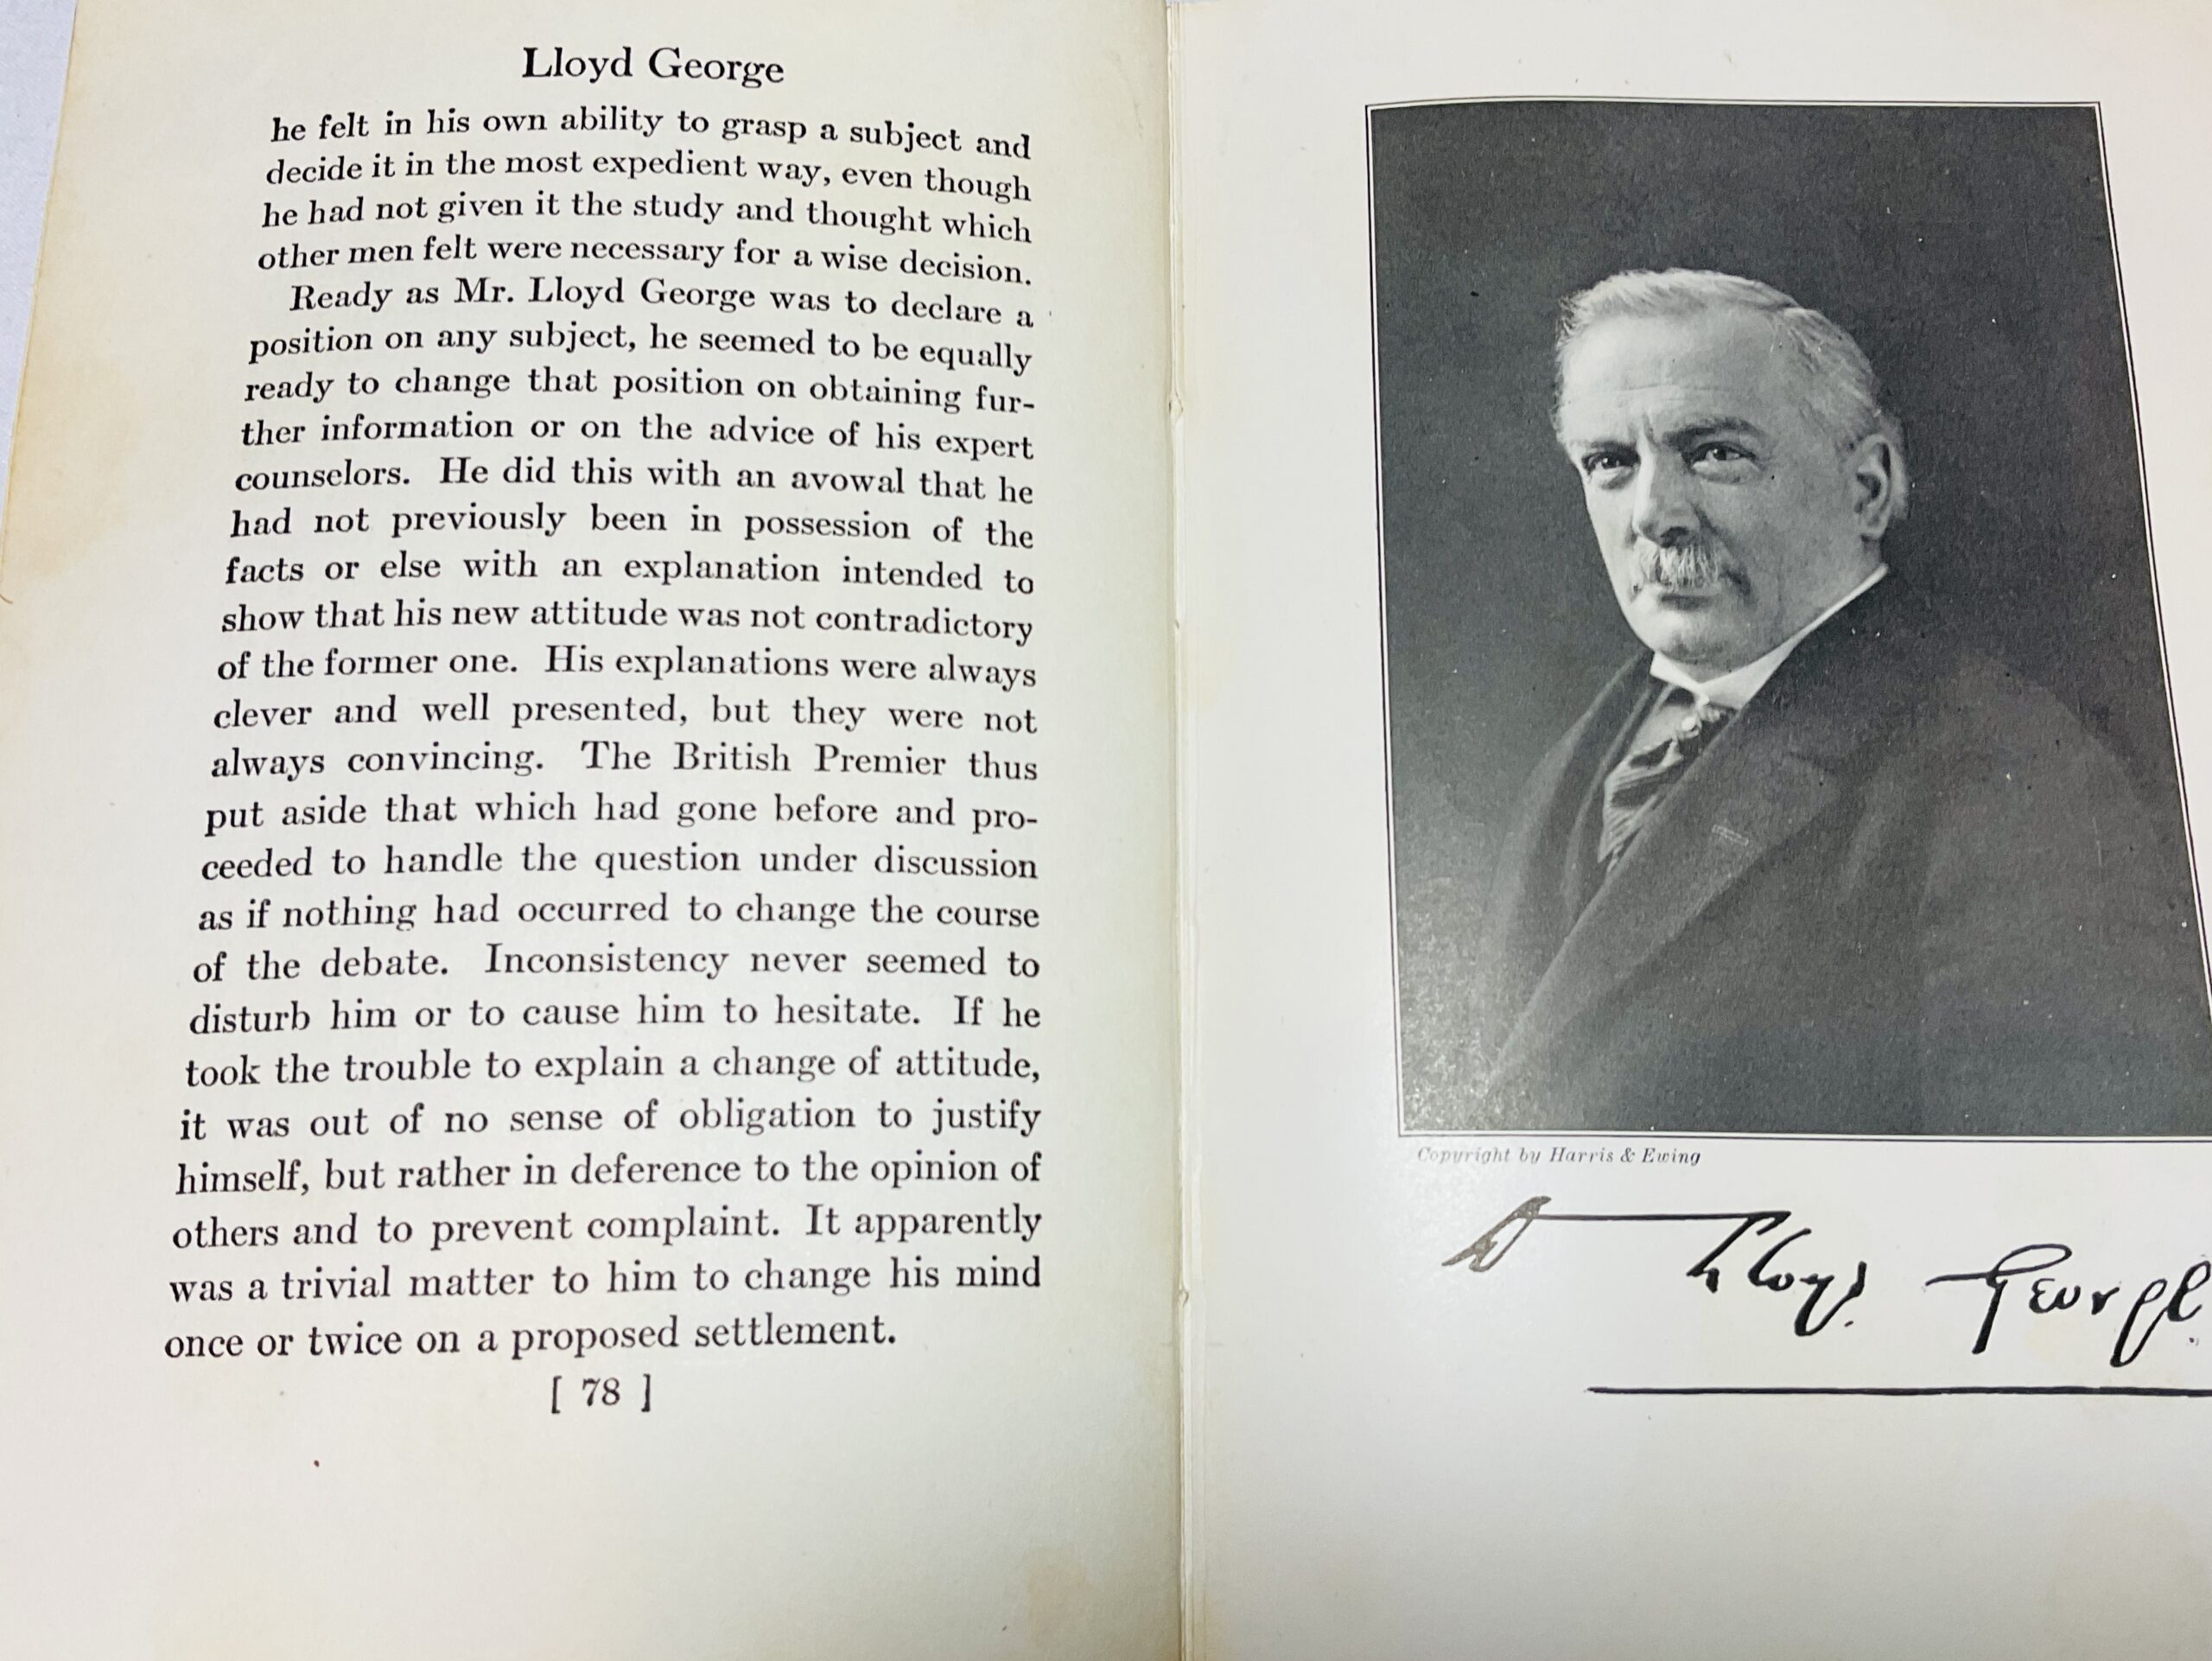 Lloyd George
he felt in his own ability to grasp a subject and
decide it in the most expedient way, even though
he had not given it the study and thought which
other men felt were necessary for a wise decision.
Ready as Mr. Lloyd George was to declare a
position on any subject, he seemed to be equally
ready to change that position on obtaining fur-
ther information or on the advice of his expert
counselors. He did this with an avowal that he
had not previously been in possession of the
facts or else with an explanation intended to
show that his new attitude was not contradictory
of the former one. His explanations were always
clever and well presented, but they were not
always convincing. The British Premier thus
put aside that which had gone before and pro-
ceeded to handle the question under discussion
as if nothing had occurred to change the course
of the debate. Inconsistency never seemed to
disturb him or to cause him to hesitate. If he
took the trouble to explain a change of attitude,
it was out of no sense of obligation to justify
himself, but rather in deference to the opinion of
others and to prevent complaint. It apparently
was a trivial matter to him to change his mind
once or twice on a proposed settlement.
[ 78 ]
Copyright by Harris & Ewing
D Lloyd George